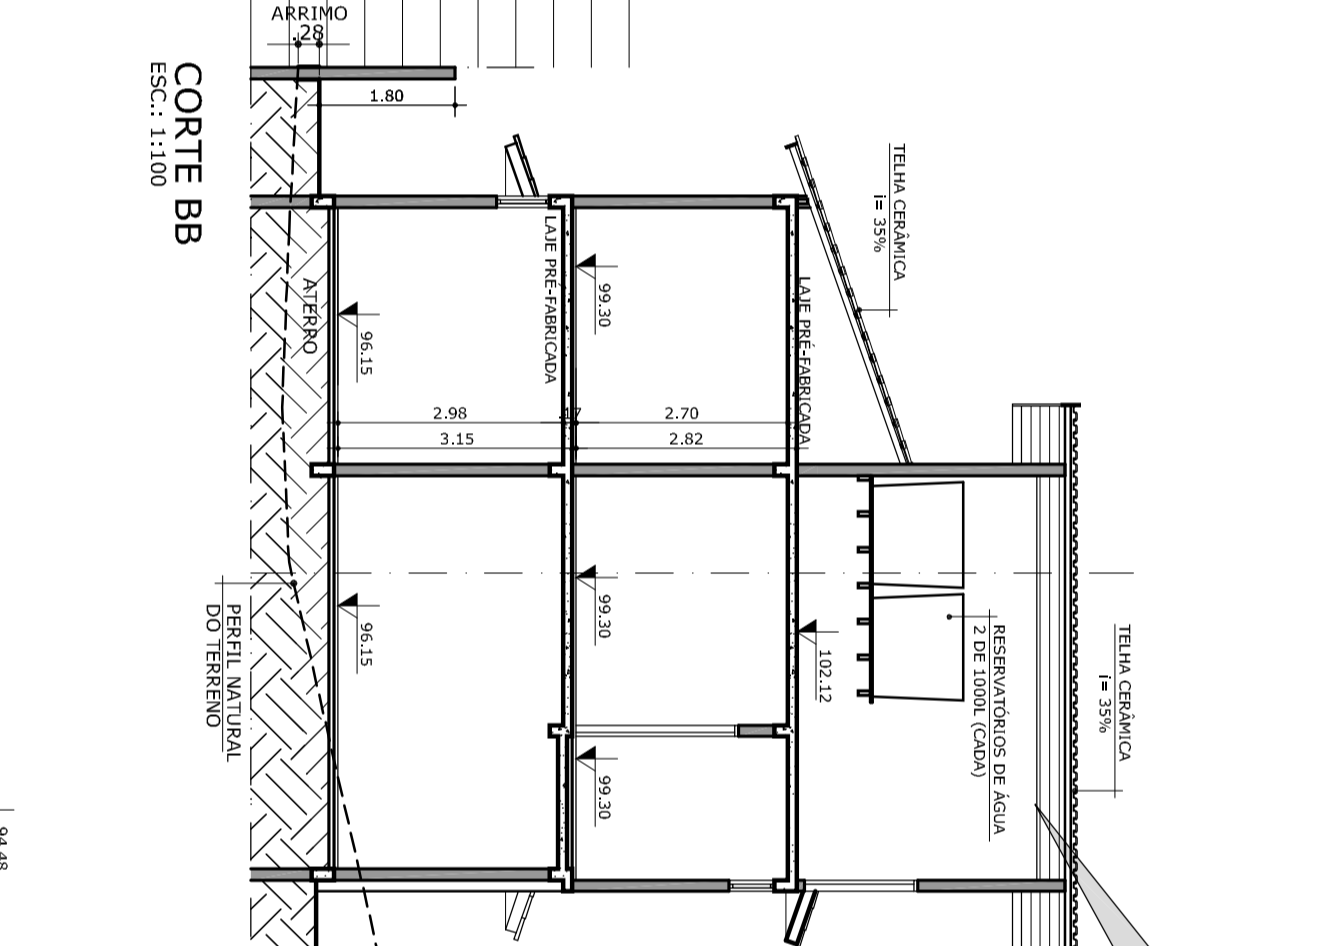 ARRIMO
.28
1.80
CORTE BB
ESC.: 1:100
TELHA CERÂMICA
i= 35%
LAJE PRÉ-FABRICADA
LAJE PRÉ-FABRICADA
99.30
ATERRO
96.15
2.98
.17
2.70
3.15
2.82
99.30
96.15
102.12
PERFIL NATURAL
DO TERRENO
RESERVATÓRIOS DE ÁGUA
2 DE 1000L (CADA)
TELHA CERÂMICA
i= 35%
99.30
94.48